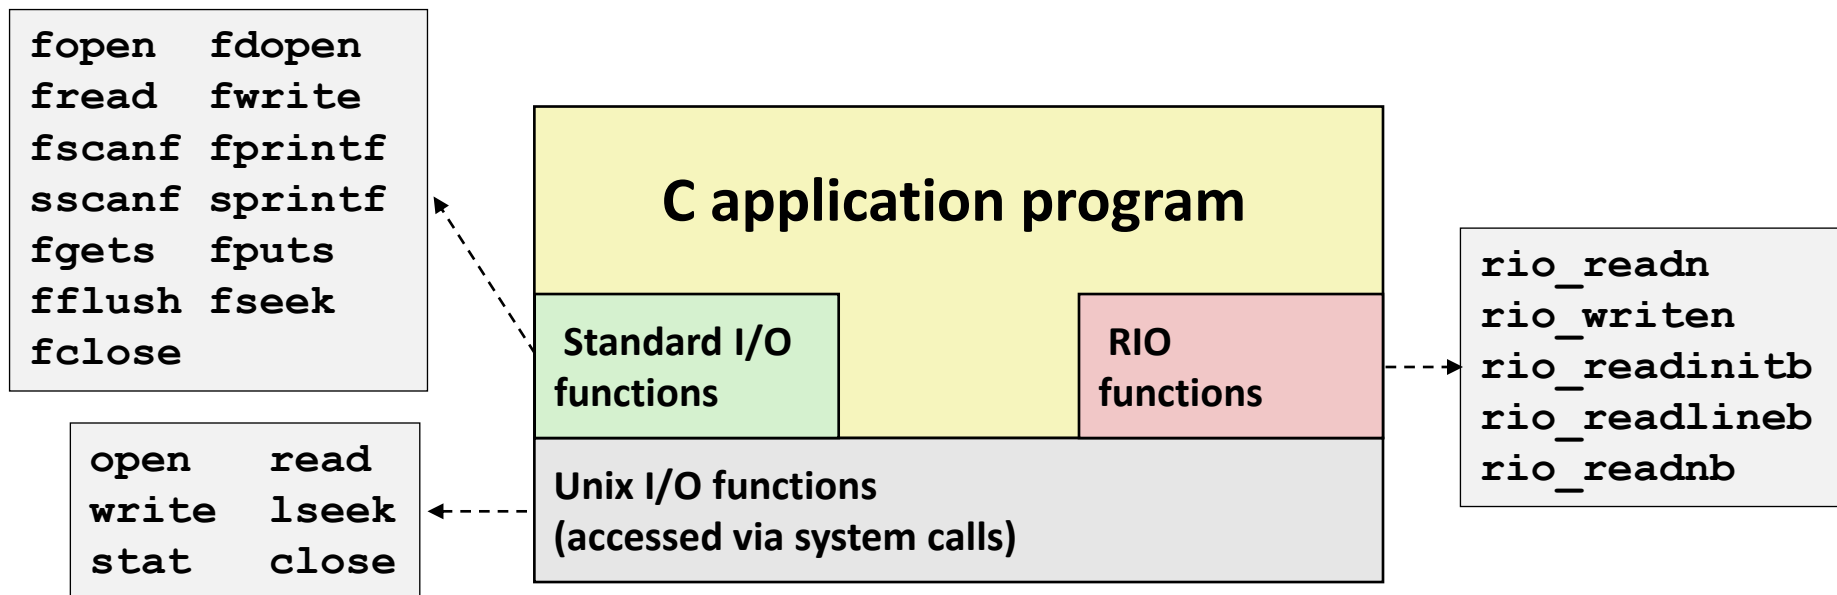 fopen fdopen
fread fwrite
fscanf fprintf
sscanf sprintf
fgets fputs
fflush fseek
fclose
open read
write lseek
stat close
C application program
Standard I/O
functions
RIO
functions
Unix I/O functions
(accessed via system calls)
rio_readn
rio_writen
rio_readinitb
rio_readlineb
rio_readnb